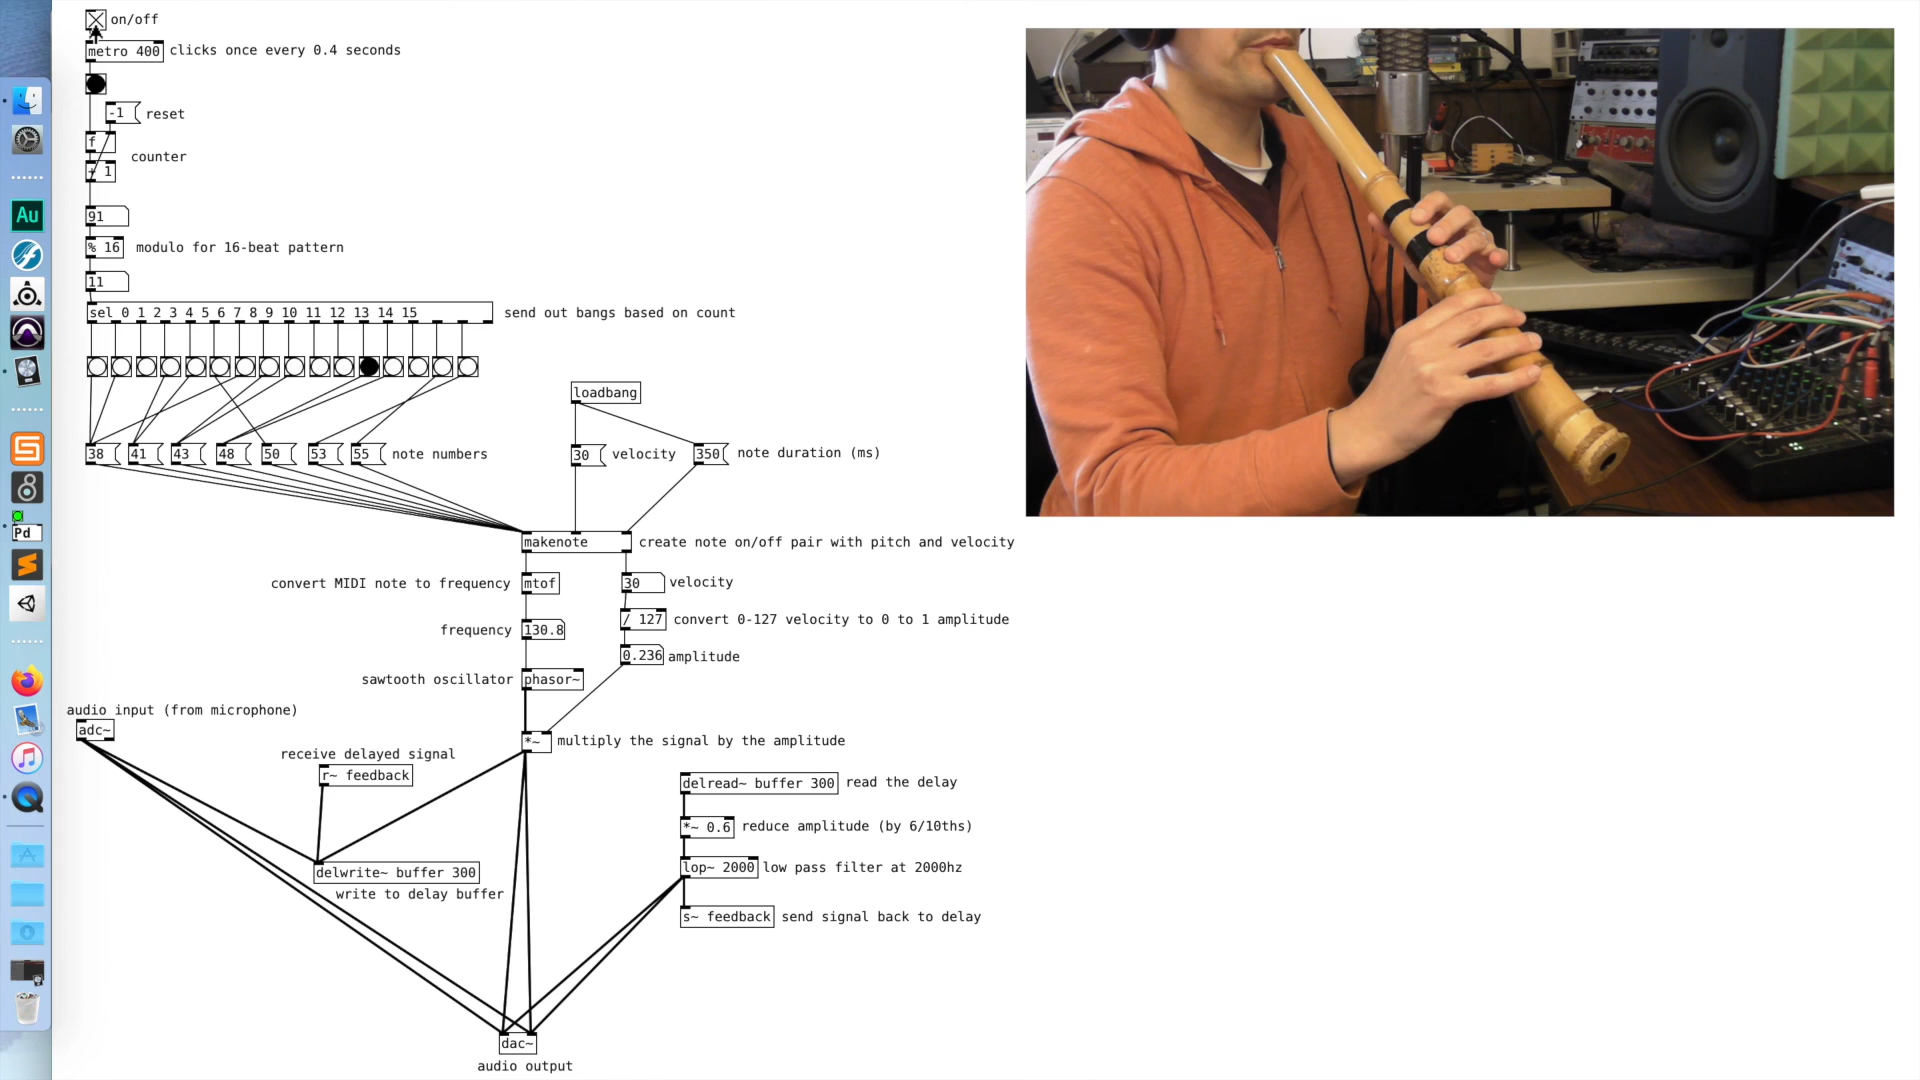 on/off
metro 400 clicks once every 0.4 seconds
-1 reset
f
+ 1 counter
91
% 16 modulo for 16-beat pattern
11
sel 0 1 2 3 4 5 6 7 8 9 10 11 12 13 14 15 send out bangs based on count
loadbang
38 41 43 48 50 53 55 note numbers
30 velocity
350 note duration (ms)
makenote create note on/off pair with pitch and velocity
convert MIDI note to frequency mtof
30 velocity
/ 127 convert 0-127 velocity to 0 to 1 amplitude
frequency 130.8
0.236 amplitude
sawtooth oscillator phasor~
audio input (from microphone)
adc~
*~ multiply the signal by the amplitude
receive delayed signal
r~ feedback
delread~ buffer 300 read the delay
*~ 0.6 reduce amplitude (by 6/10ths)
lop~ 2000 low pass filter at 2000hz
delwrite~ buffer 300
write to delay buffer
s~ feedback send signal back to delay
dac~
audio output
Au
Pd